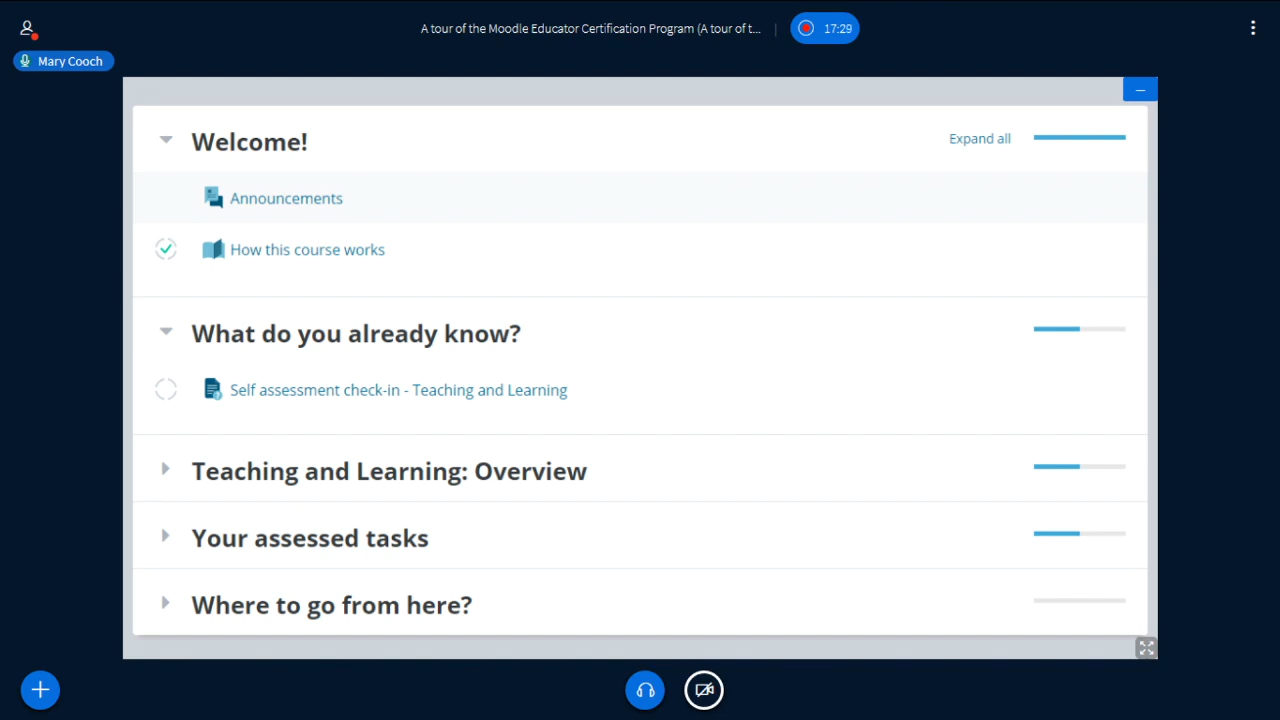 A tour of the Moodle Educator Certification Program (A tour of t...
17:29
Mary Cooch
Welcome!
Expand all
Announcements
How this course works
What do you already know?
Self assessment check-in - Teaching and Learning
Teaching and Learning: Overview
Your assessed tasks
Where to go from here?